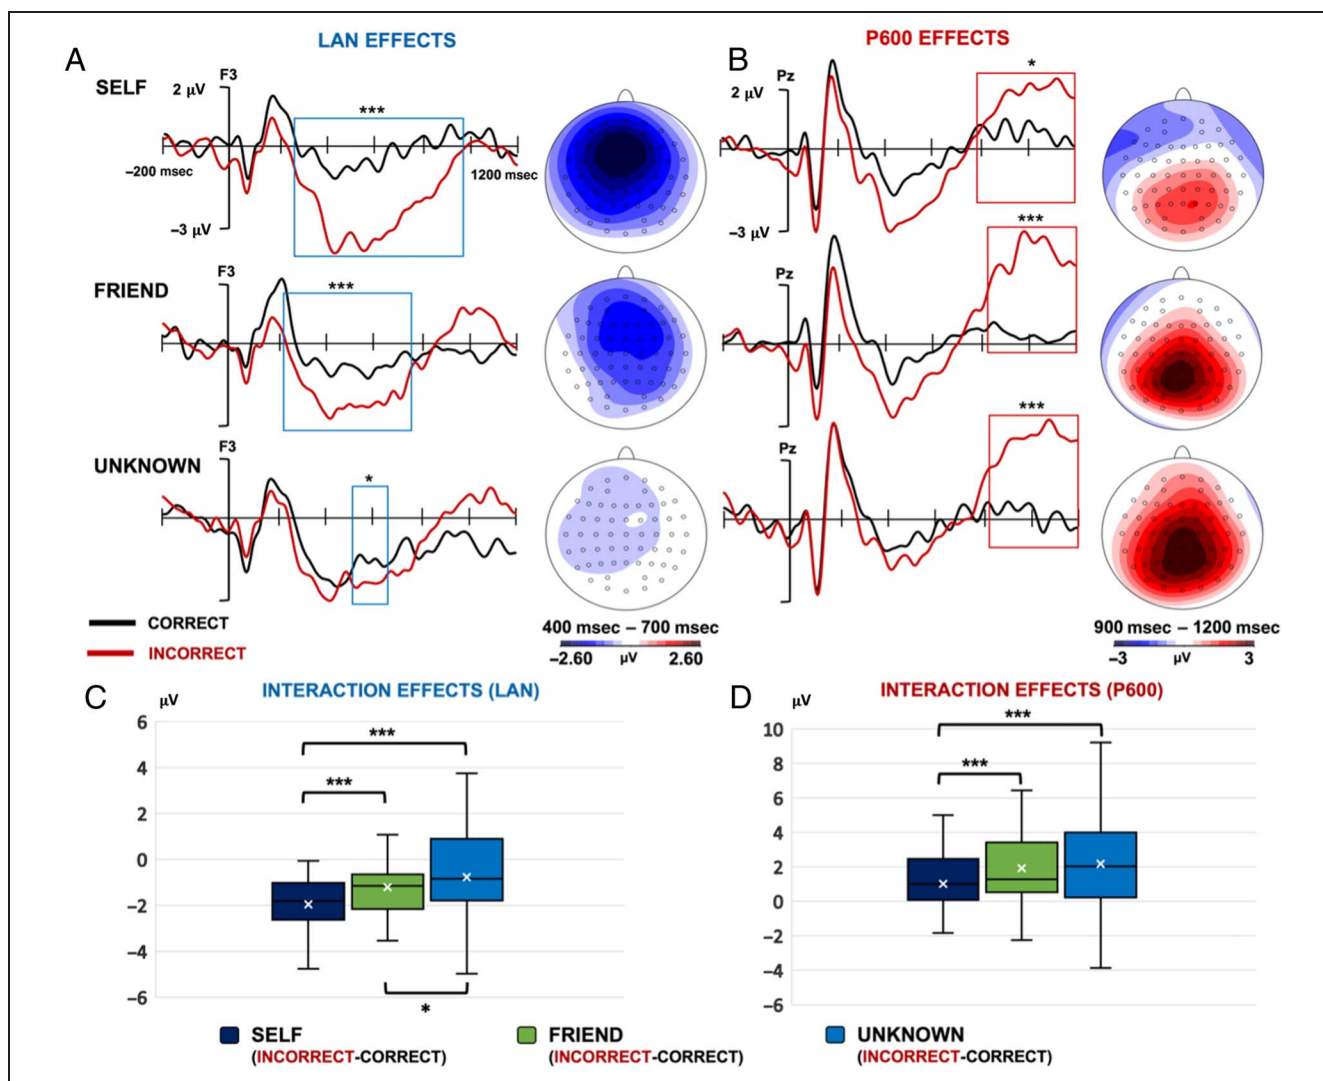 A
LAN EFFECTS
SELF
F3
2 µV
***
−200 msec
1200 msec
−3 µV
FRIEND
F3
***
UNKNOWN
F3
*
CORRECT
INCORRECT
400 msec − 700 msec
−2.60 µV 2.60
B
P600 EFFECTS
Pz
2 µV
*
−3 µV
Pz
***
Pz
***
900 msec − 1200 msec
−3 µV 3
C
µV
INTERACTION EFFECTS (LAN)
6
4
2
0
−2
−4
−6
***
***
*
D
µV
INTERACTION EFFECTS (P600)
10
8
6
4
2
0
−2
−4
−6
***
***
SELF
(INCORRECT-CORRECT)
FRIEND
(INCORRECT-CORRECT)
UNKNOWN
(INCORRECT-CORRECT)